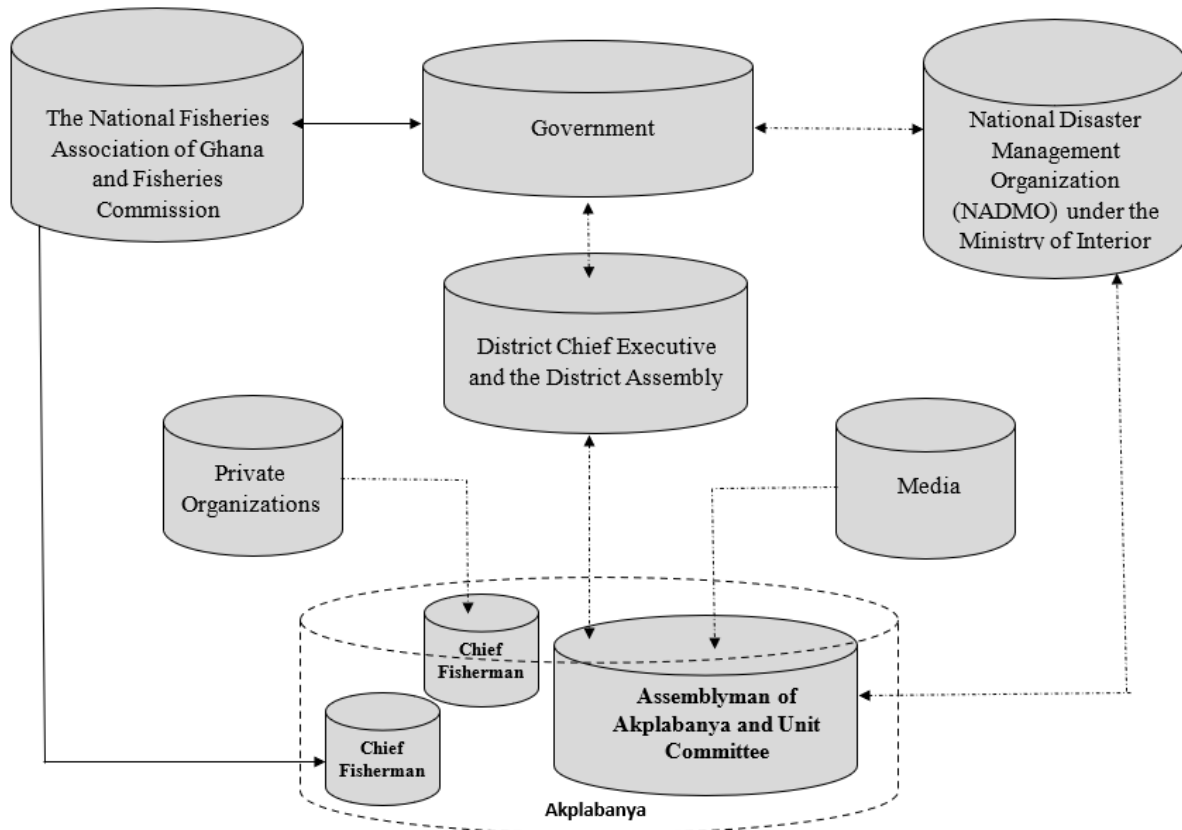 The National Fisheries
Association of Ghana
and Fisheries
Commission
Government
National Disaster
Management
Organization
(NADMO) under the
Ministry of Interior
District Chief Executive
and the District Assembly
Private
Organizations
Media
Chief
Fisherman
Assemblyman of
Akplabanya and Unit
Committee
Chief
Fisherman
Akplabanya